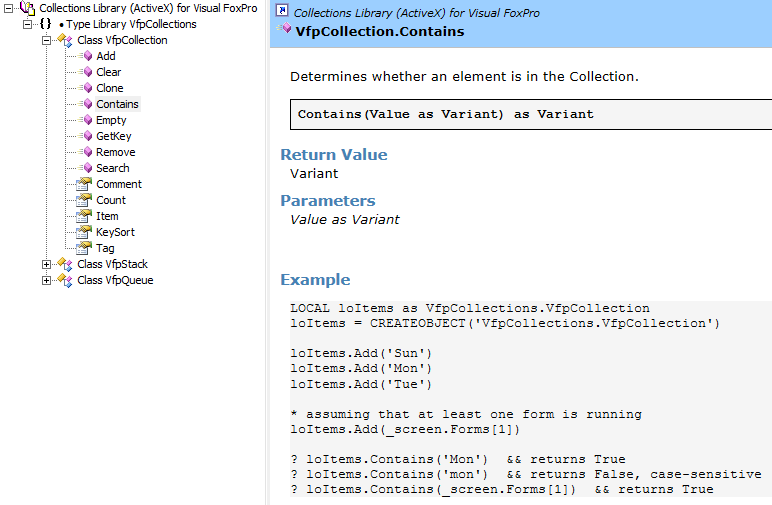 Collections Library (ActiveX) for Visual FoxPro
{} •Type Library VfpCollections
Class VfpCollection
Add
Clear
Clone
Contains
Empty
GetKey
Remove
Search
Comment
Count
Item
KeySort
Tag
Class VfpStack
Class VfpQueue
Collections Library (ActiveX) for Visual FoxPro
VfpCollection.Contains
Determines whether an element is in the Collection.
Contains(Value as Variant) as Variant
Return Value
Variant
Parameters
Value as Variant
Example
LOCAL loItems as VfpCollections.VfpCollection
loItems = CREATEOBJECT('VfpCollections.VfpCollection')
loItems.Add('Sun')
loItems.Add('Mon')
loItems.Add('Tue')
* assuming that at least one form is running
loItems.Add(_screen.Forms[1])
? loItems.Contains('Mon')  && returns True
? loItems.Contains('mon')  && returns False, case-sensitive
? loItems.Contains(_screen.Forms[1])  && returns True